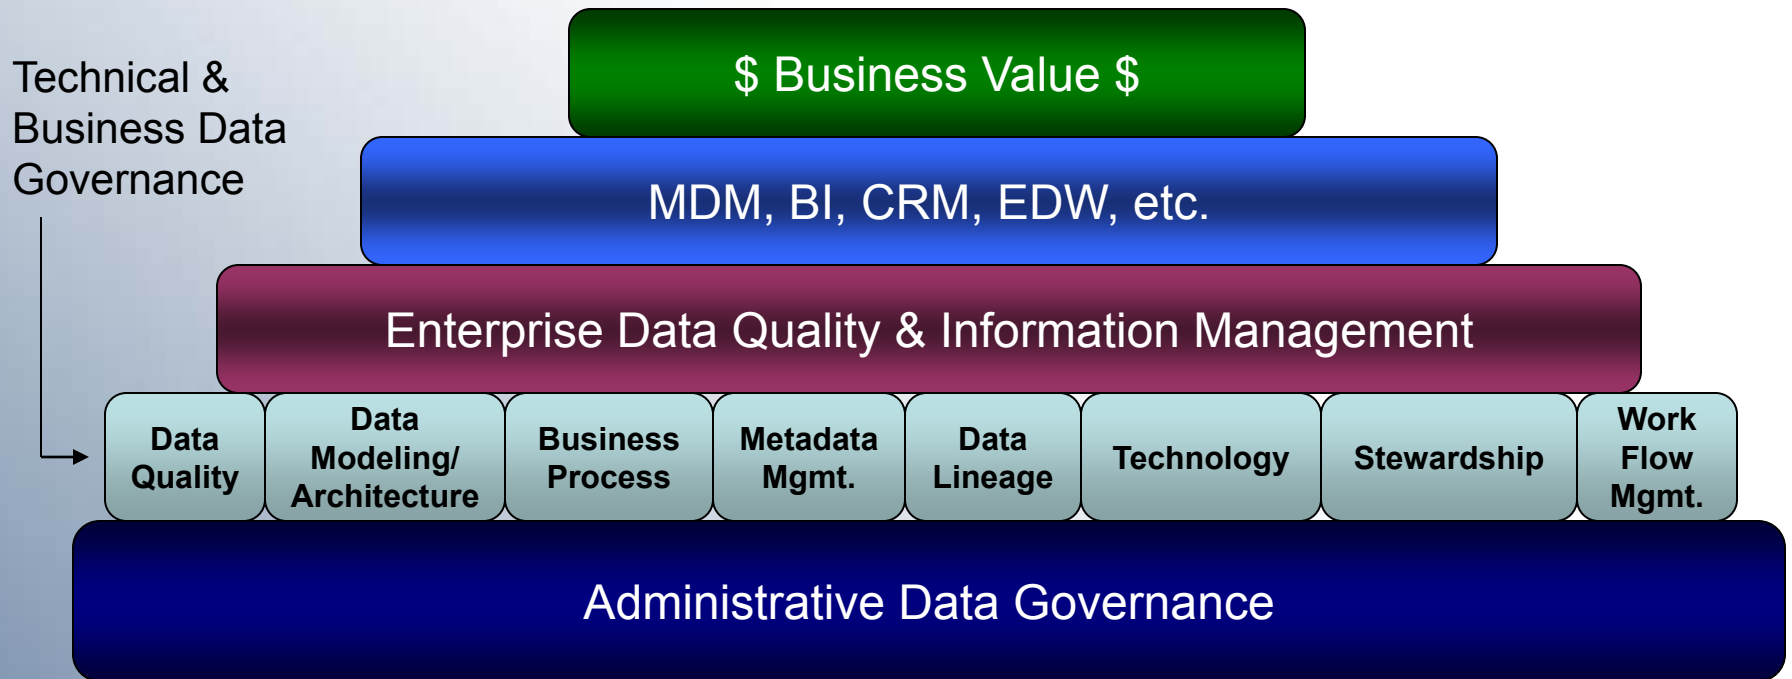 $ Business Value $
Technical &
Business Data
Governance
MDM, BI, CRM, EDW, etc.
Enterprise Data Quality & Information Management
Data
Quality
Data
Modeling/
Architecture
Business
Process
Metadata
Mgmt.
Data
Lineage
Technology
Stewardship
Work
Flow
Mgmt.
Administrative Data Governance